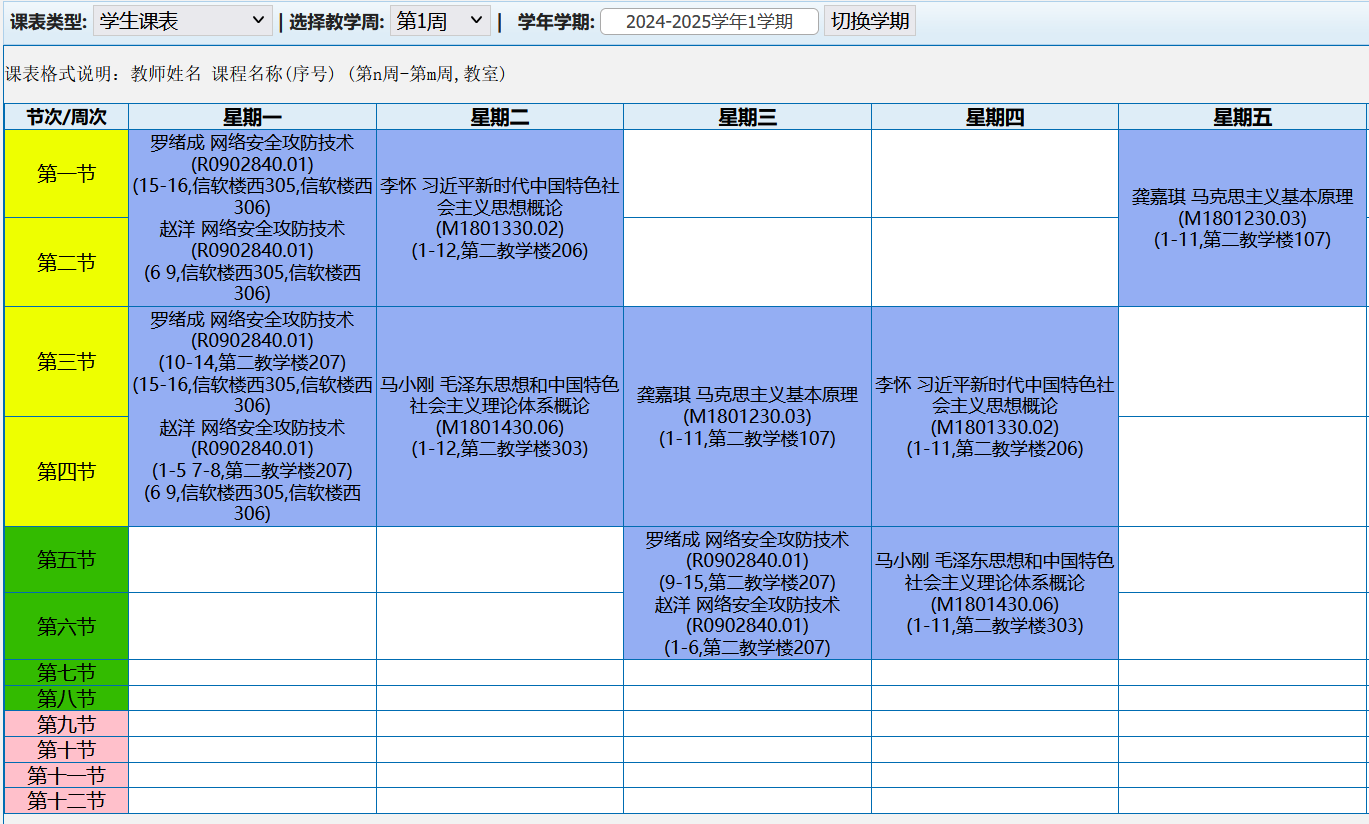 课表类型: 学生课表 | 选择教学周: 第1周 | 学年学期: 2024-2025学年1学期 切换学期
课表格式说明：教师姓名 课程名称(序号) (第n周-第m周,教室)
节次/周次 星期一 星期二 星期三 星期四 星期五
第一节
第二节
罗绪成 网络安全攻防技术
(R0902840.01)
(15-16,信软楼西305,信软楼西
306)
赵洋 网络安全攻防技术
(R0902840.01)
(6 9,信软楼西305,信软楼西
306)
李怀 习近平新时代中国特色社
会主义思想概论
(M1801330.02)
(1-12,第二教学楼206)
龚嘉琪 马克思主义基本原理
(M1801230.03)
(1-11,第二教学楼107)
第三节
第四节
罗绪成 网络安全攻防技术
(R0902840.01)
(10-14,第二教学楼207)
(15-16,信软楼西305,信软楼西
306)
赵洋 网络安全攻防技术
(R0902840.01)
(1-5 7-8,第二教学楼207)
(6 9,信软楼西305,信软楼西
306)
马小刚 毛泽东思想和中国特色
社会主义理论体系概论
(M1801430.06)
(1-12,第二教学楼303)
龚嘉琪 马克思主义基本原理
(M1801230.03)
(1-11,第二教学楼107)
李怀 习近平新时代中国特色社
会主义思想概论
(M1801330.02)
(1-11,第二教学楼206)
第五节
第六节
罗绪成 网络安全攻防技术
(R0902840.01)
(9-15,第二教学楼207)
赵洋 网络安全攻防技术
(R0902840.01)
(1-6,第二教学楼207)
马小刚 毛泽东思想和中国特色
社会主义理论体系概论
(M1801430.06)
(1-11,第二教学楼303)
第七节
第八节
第九节
第十节
第十一节
第十二节